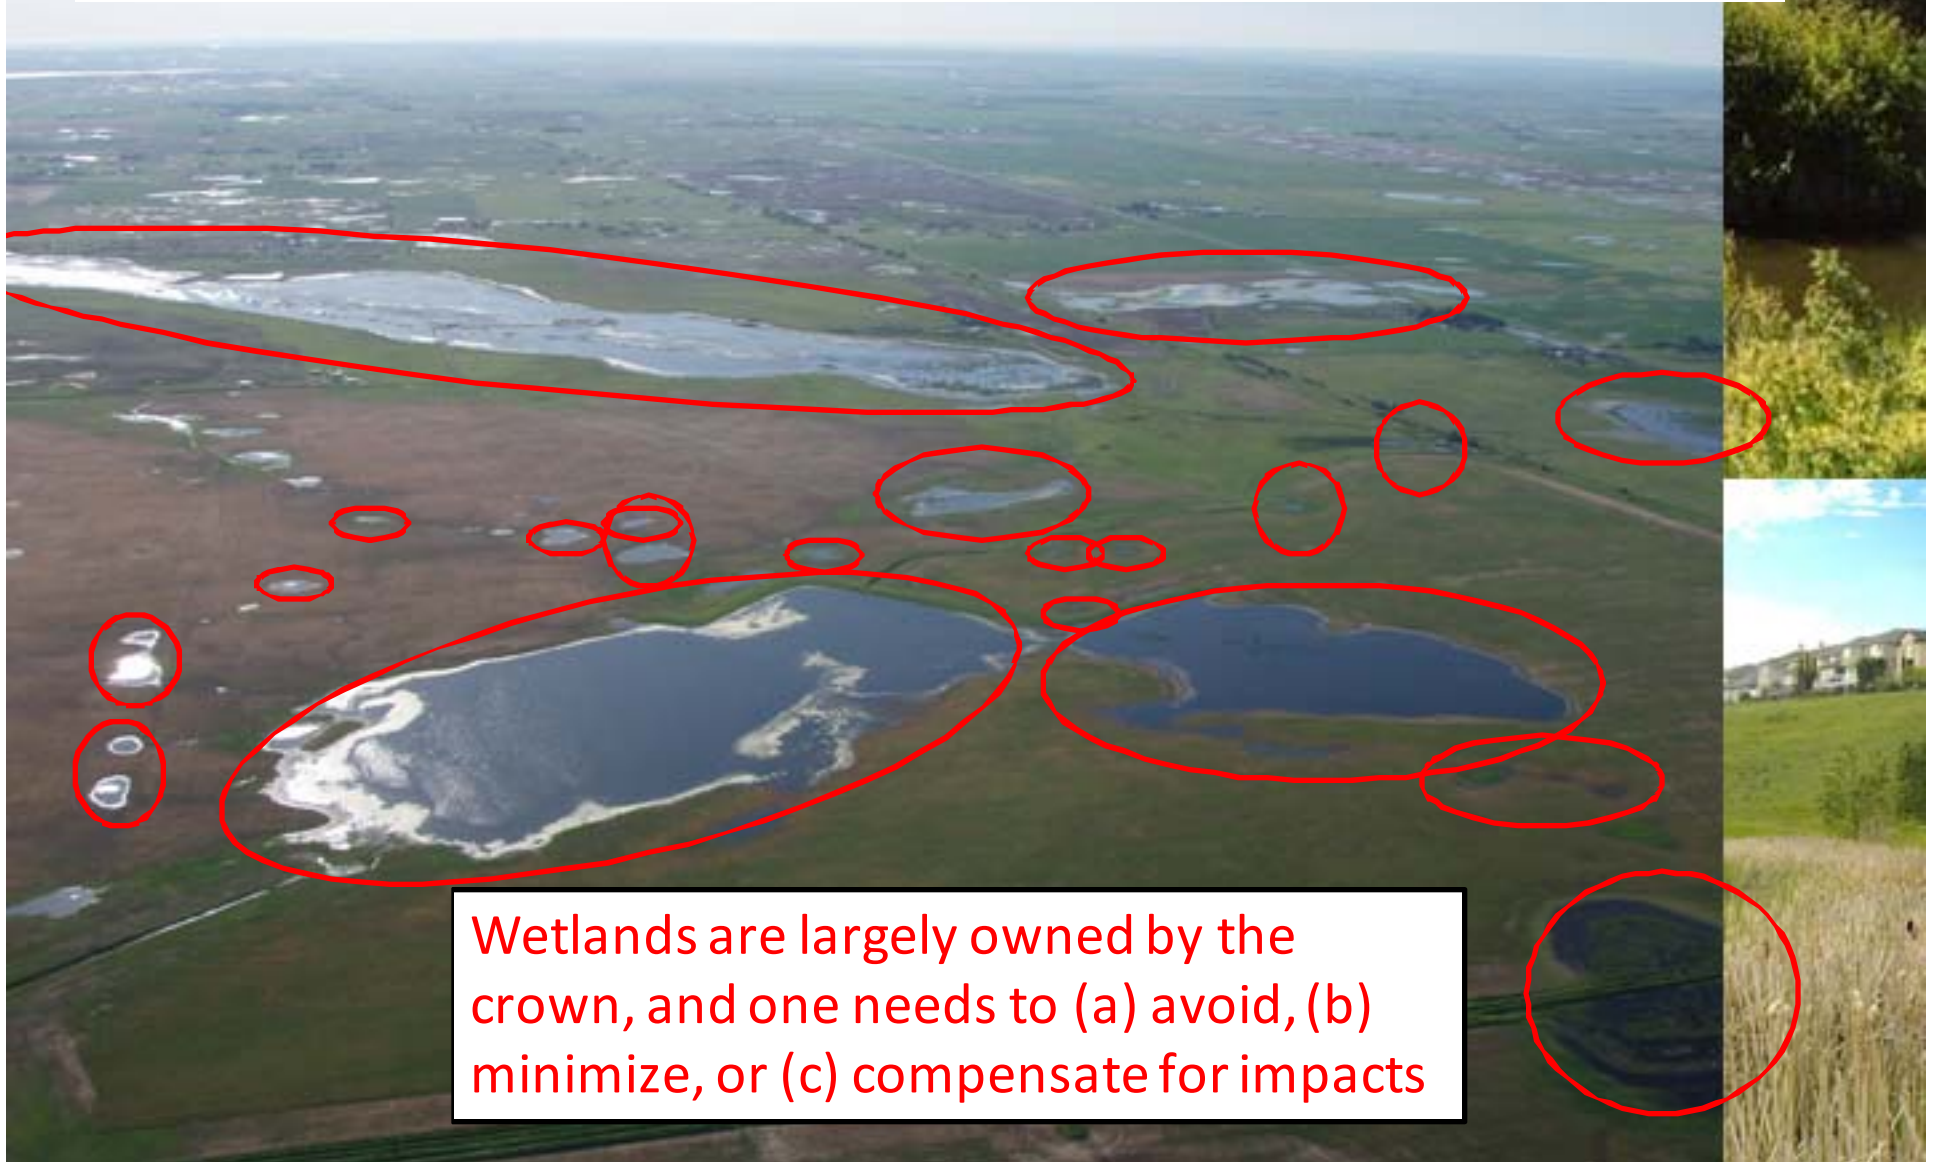 Wetlands are largely owned by the
crown, and one needs to (a) avoid, (b)
minimize, or (c) compensate for impacts